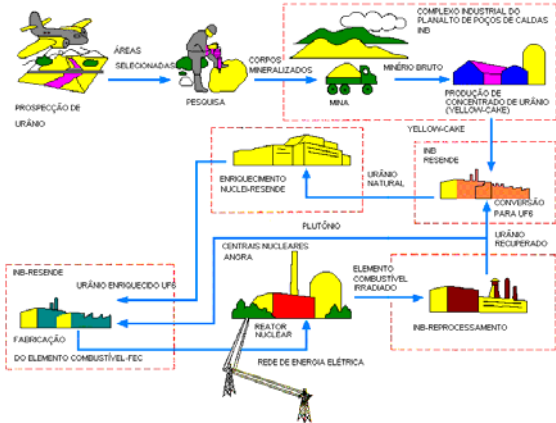 COMPLEXO INDUSTRIAL DO
PLANALTO DE POÇOS DE CALDAS
INB
ÁREAS
SELECIONADAS
CORPOS
MINERALIZADOS
MINÉRIO BRUTO
PROSPECÇÃO DE
URÂNIO
PESQUISA
MINA
PRODUÇÃO DE
CONCENTRADO DE URÂNIO
(YELLOW-CAKE)
YELLOW-CAKE
INB
RESENDE
ENRIQUECIMENTO
NUCLEI-RESENDE
URÂNIO
NATURAL
CONVERSÃO
PARA UF6
PLUTÔNIO
URÂNIO
RECUPERADO
CENTRAIS NUCLEARES
ANGRA
ELEMENTO
COMBUSTÍVEL
IRRADIADO
INB-RESENDE
URÂNIO ENRIQUECIDO UF6
REATOR
NUCLEAR
INB-REPROCESSAMENTO
FABRICAÇÃO
DO ELEMENTO COMBUSTÍVEL-FEC
REDE DE ENERGIA ELÉTRICA